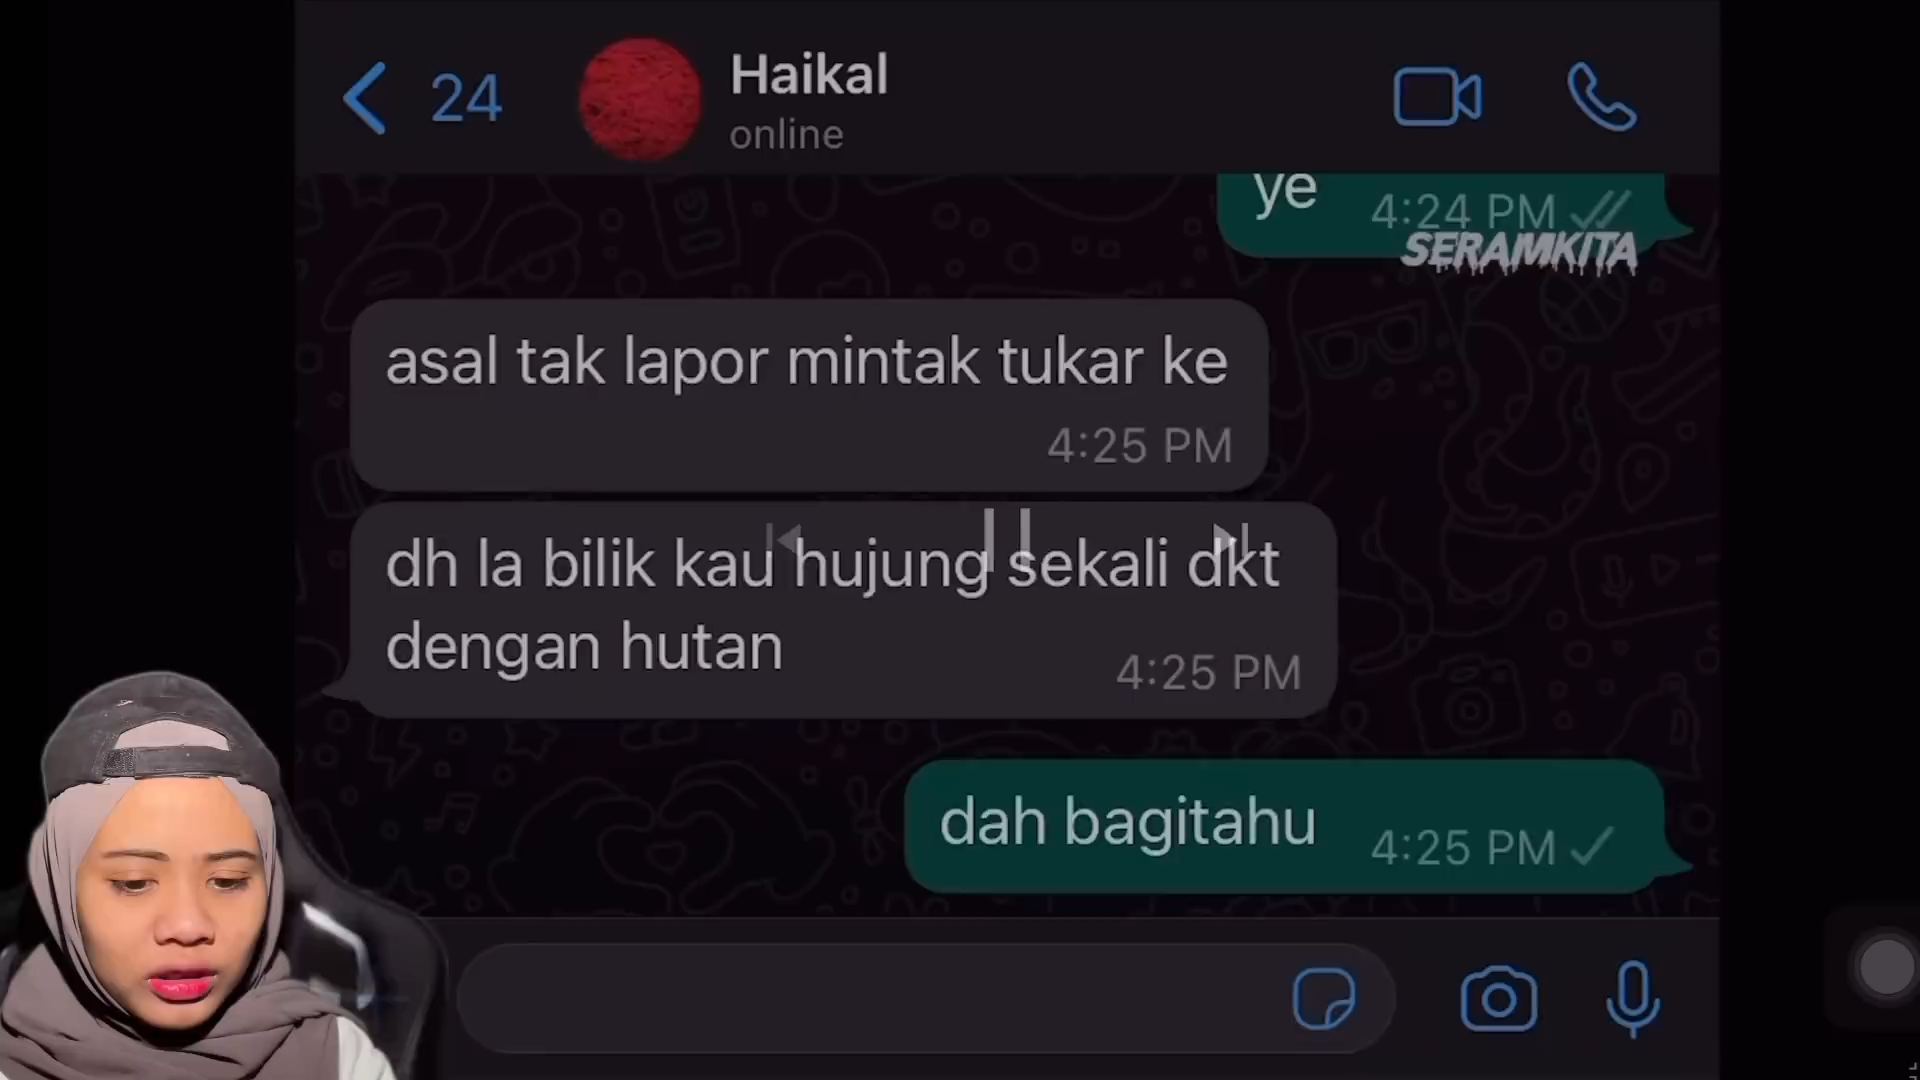 24
Haikal
online
ye
4:24 PM
SERAMKITA
asal tak lapor mintak tukar ke
4:25 PM
dh la bilik kau hujung sekali dkt
dengan hutan
4:25 PM
dah bagitahu
4:25 PM